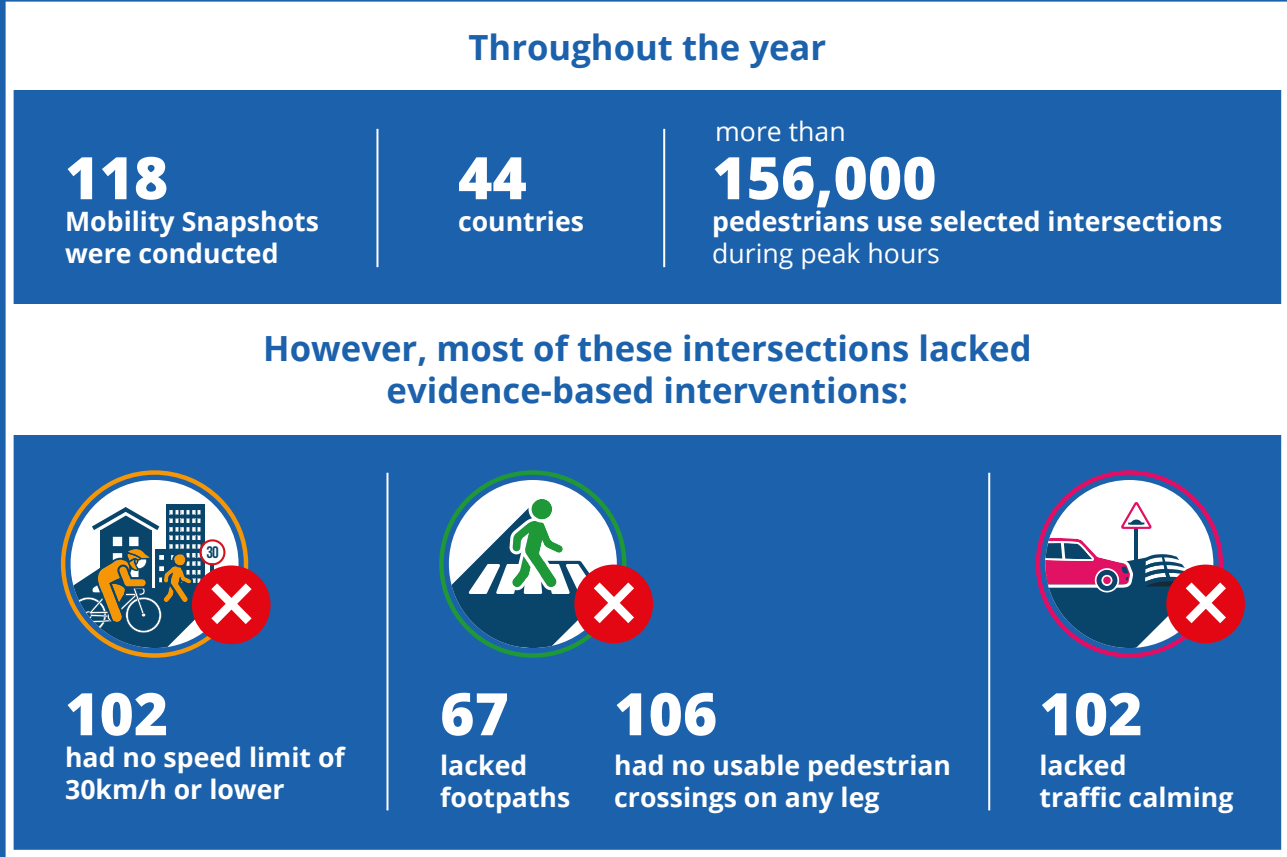 Throughout the year
118
Mobility Snapshots
were conducted
44
countries
more than
156,000
pedestrians use selected intersections
during peak hours
However, most of these intersections lacked
evidence-based interventions:
30
102
had no speed limit of
30km/h or lower
67
lacked
footpaths
106
had no usable pedestrian
crossings on any leg
102
lacked
traffic calming